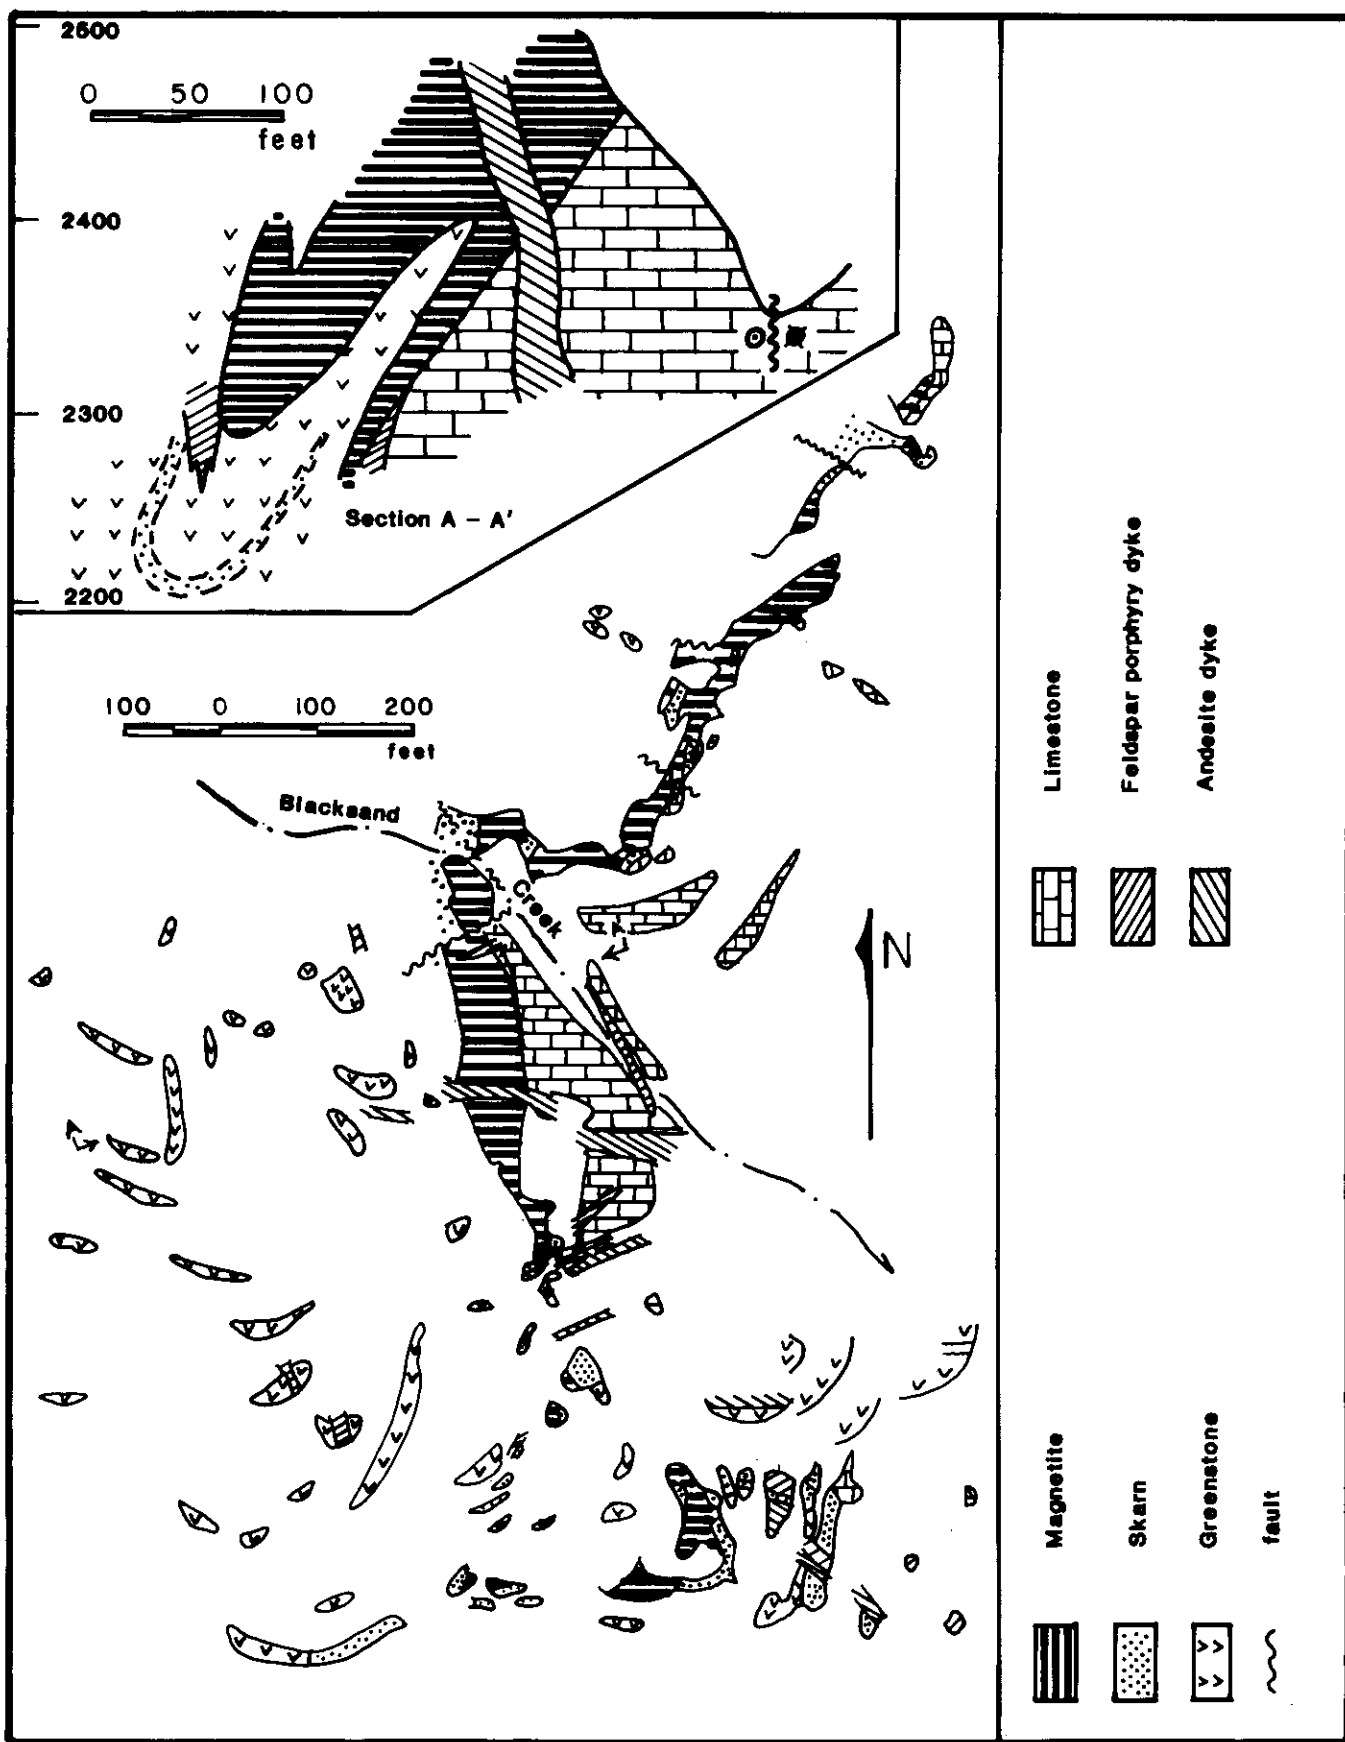 2500
0 50 100
feet
2400
2300
Section A - A'
2200
100 0 100 200
feet
Blacksand
Creek
A'
N
A
Limestone
Feldspar porphyry dyke
Andesite dyke
Magnetite
Skarn
Greenstone
fault